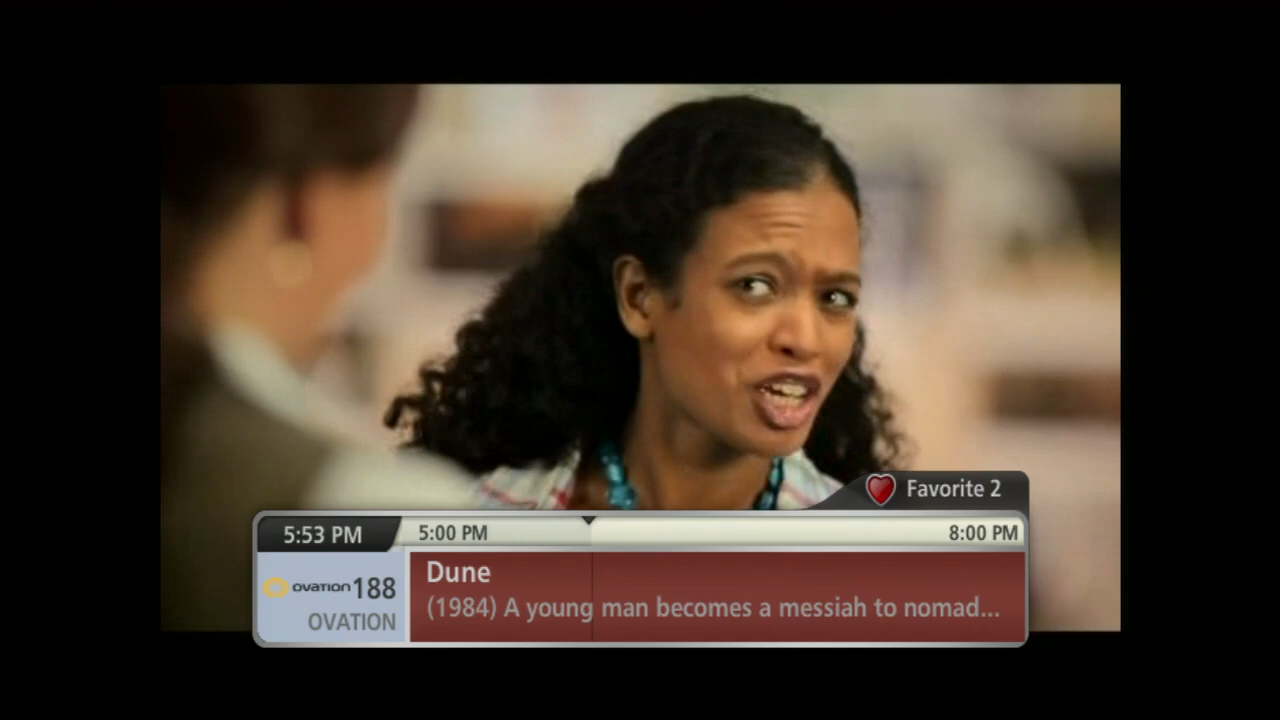 Favorite 2
5:53 PM
5:00 PM
8:00 PM
OVATION 188
OVATION
Dune
(1984) A young man becomes a messiah to nomad...